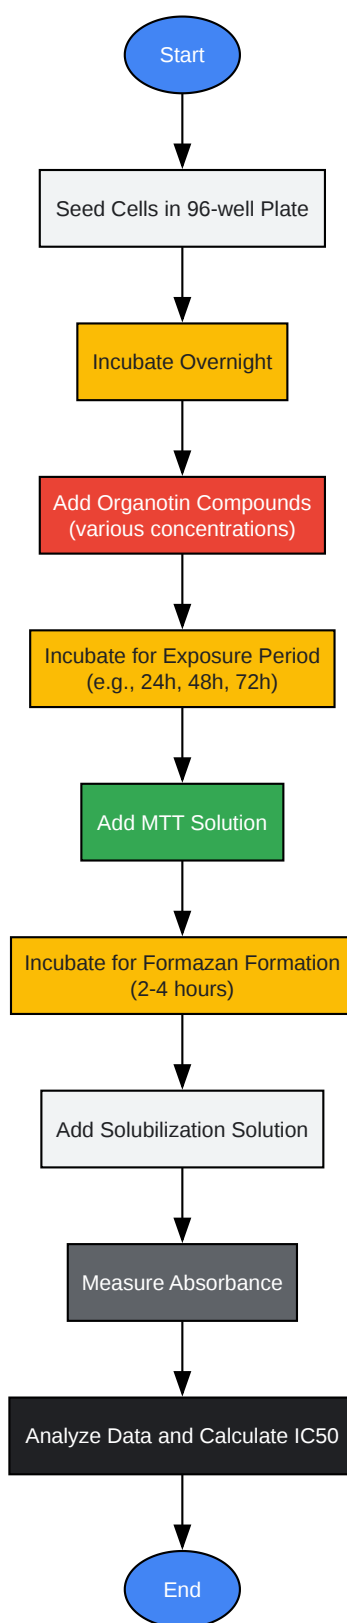 Start
Seed Cells in 96-well Plate
Incubate Overnight
Add Organotin Compounds
(various concentrations)
Incubate for Exposure Period
(e.g., 24h, 48h, 72h)
Add MTT Solution
Incubate for Formazan Formation
(2-4 hours)
Add Solubilization Solution
Measure Absorbance
Analyze Data and Calculate IC50
End